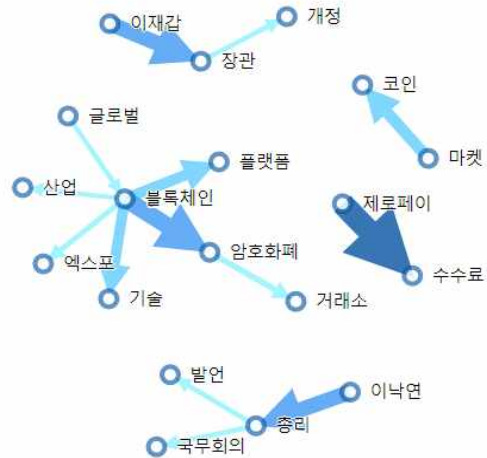 이재갑
개정
장관
코인
글로벌
플랫폼
마켓
산업
블록체인
제로페이
암호화폐
엑스포
수수료
기술
거래소
발언
이낙연
총리
국무회의